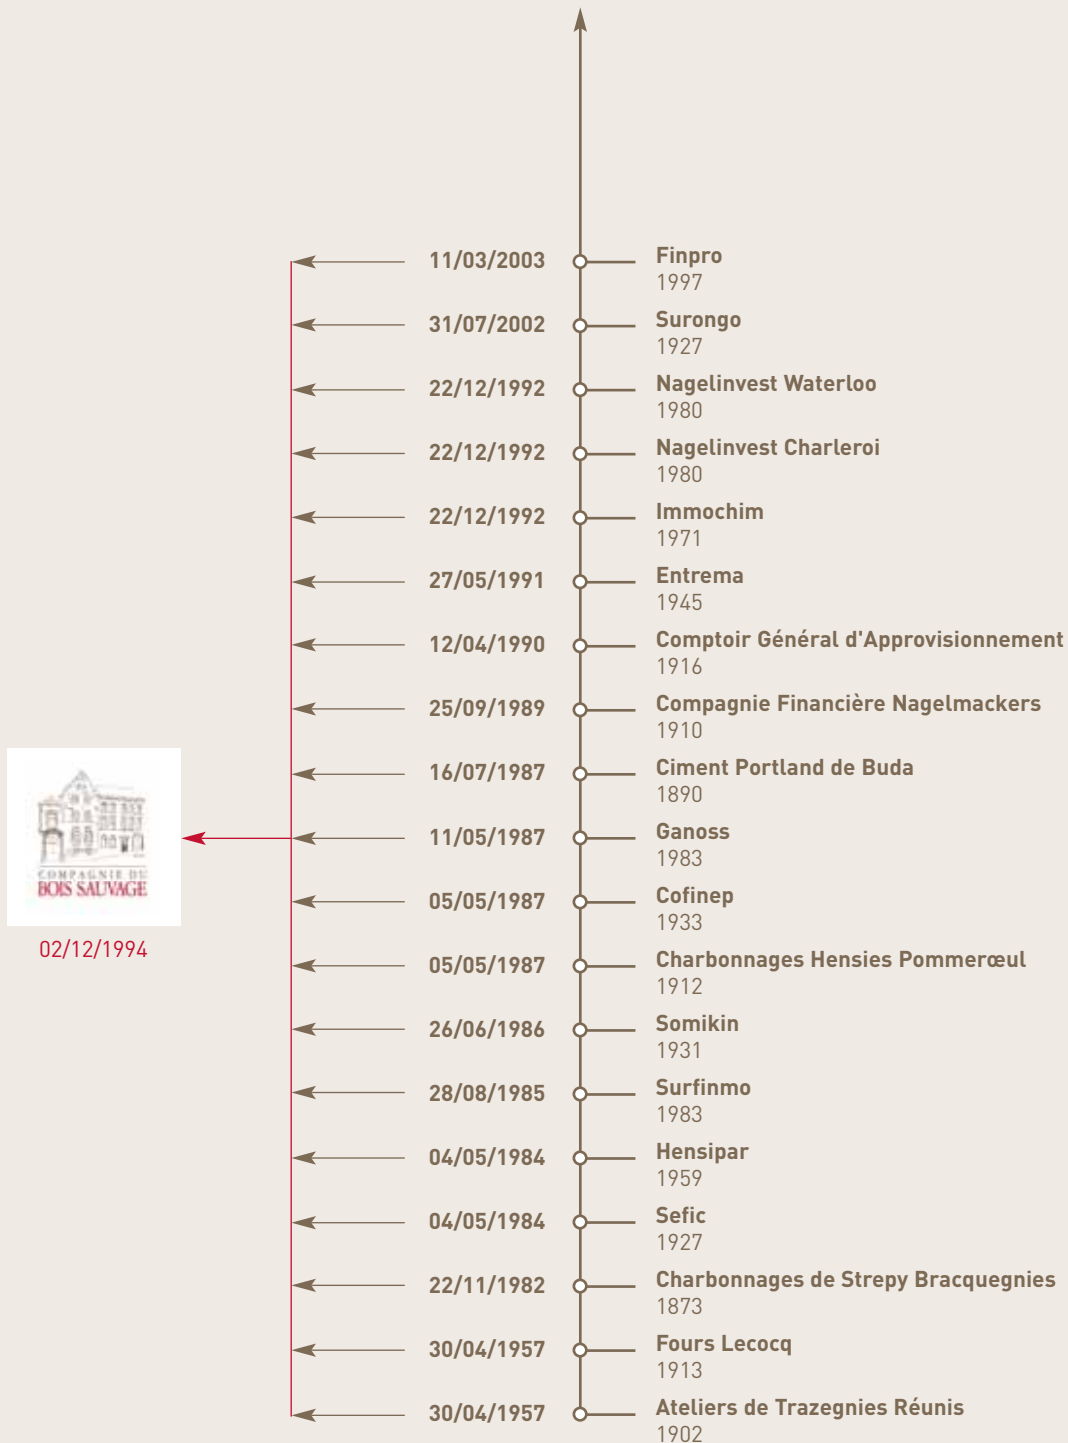 11/03/2003 Finpro
1997
31/07/2002 Surongo
1927
22/12/1992 Nagelinvest Waterloo
1980
22/12/1992 Nagelinvest Charleroi
1980
22/12/1992 Immochim
1971
27/05/1991 Entrema
1945
12/04/1990 Comptoir Général d'Approvisionnement
1916
25/09/1989 Compagnie Financière Nagelmackers
1910
16/07/1987 Ciment Portland de Buda
1890
11/05/1987 Ganoss
1983
COMPAGNIE DU
BOIS SAUVAGE
02/12/1994
05/05/1987 Cofinep
1933
05/05/1987 Charbonnages Hensies Pommerœul
1912
26/06/1986 Somikin
1931
28/08/1985 Surfinmo
1983
04/05/1984 Hensipar
1959
04/05/1984 Sefic
1927
22/11/1982 Charbonnages de Strepy Bracquegnies
1873
30/04/1957 Fours Lecocq
1913
30/04/1957 Ateliers de Trazegnies Réunis
1902